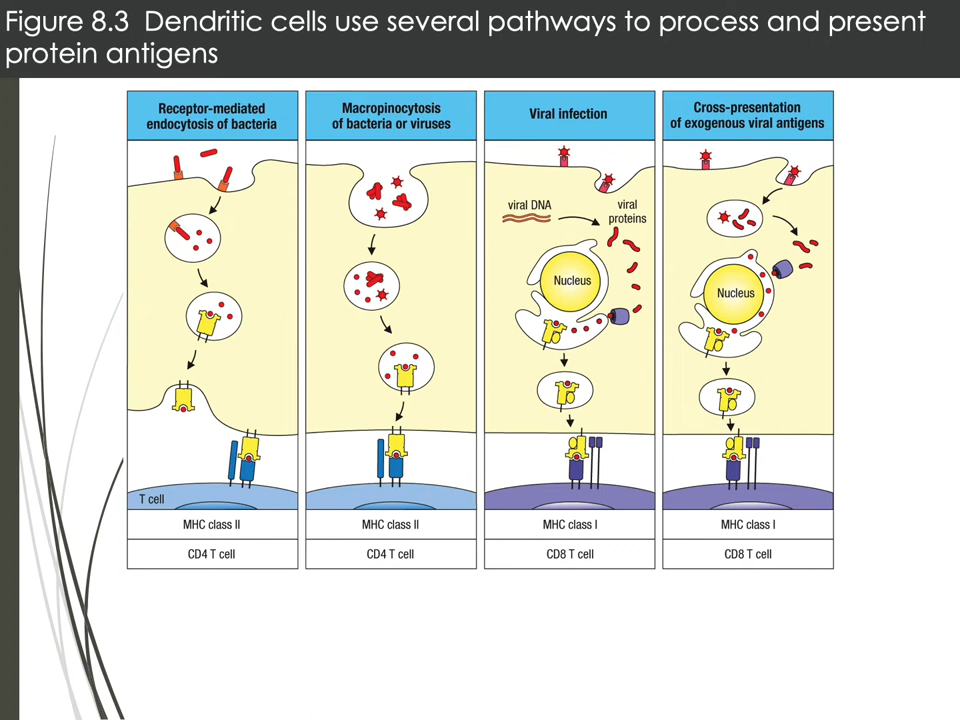 Figure 8.3  Dendritic cells use several pathways to process and present
protein antigens
Receptor-mediated
endocytosis of bacteria
Macropinocytosis
of bacteria or viruses
Viral infection
Cross-presentation
of exogenous viral antigens
viral DNA
viral
proteins
Nucleus
Nucleus
T cell
MHC class II
MHC class II
MHC class I
MHC class I
CD4 T cell
CD4 T cell
CD8 T cell
CD8 T cell